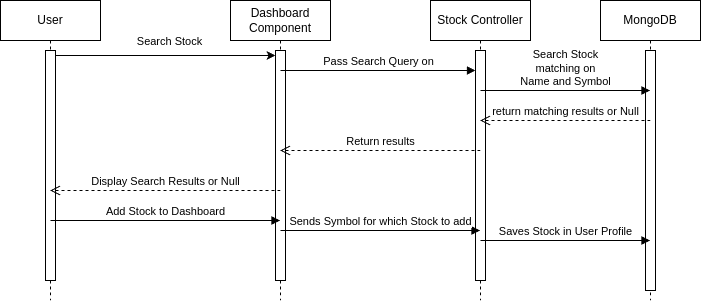 User
Dashboard
Component
Stock Controller
MongoDB
Search Stock
Pass Search Query on
Search Stock
matching on
Name and Symbol
return matching results or Null
Return results
Display Search Results or Null
Add Stock to Dashboard
Sends Symbol for which Stock to add
Saves Stock in User Profile